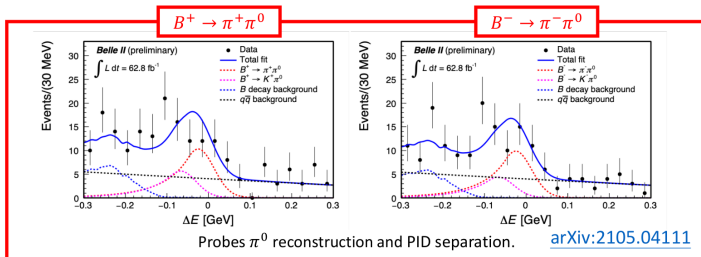 B⁺ → π⁺π⁰
B⁻ → π⁻π⁰
Belle II (preliminary)
∫ L dt = 62.8 fb⁻¹
Data
Total fit
B⁺ → π⁺π⁰
B⁺ → K⁺π⁰
B decay background
qq̅ background
Events/(30 MeV)
30
25
20
15
10
5
0
−0.3 −0.2 −0.1 0 0.1 0.2 0.3
ΔE [GeV]
Belle II (preliminary)
∫ L dt = 62.8 fb⁻¹
Data
Total fit
B⁻ → π⁻π⁰
B⁻ → K⁻π⁰
B decay background
qq̅ background
Events/(30 MeV)
30
25
20
15
10
5
0
−0.3 −0.2 −0.1 0 0.1 0.2 0.3
ΔE [GeV]
Probes π⁰ reconstruction and PID separation.
arXiv:2105.04111